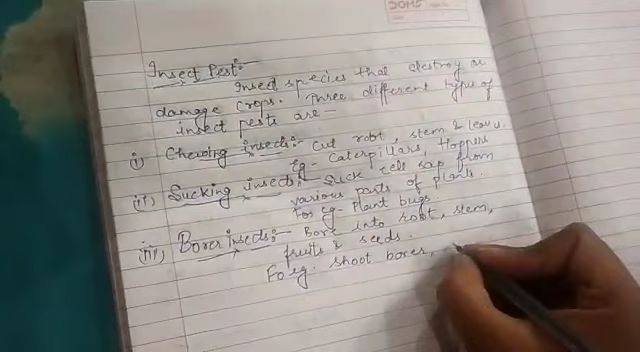 DOMS
Insect Pest:-
Insect species that destroy or
damage crops. Three different types of
insect pests are -
i) Chewing insects:- Cut root, stem & leaves.
Eg- Caterpillars, Hoppers
(ii) Sucking insects:- Suck cell sap from
various parts of plants.
For Eg- Plant bugs
iii) Borer insects:- Bore into root, stem,
fruits & seeds.
For eg. shoot borer,